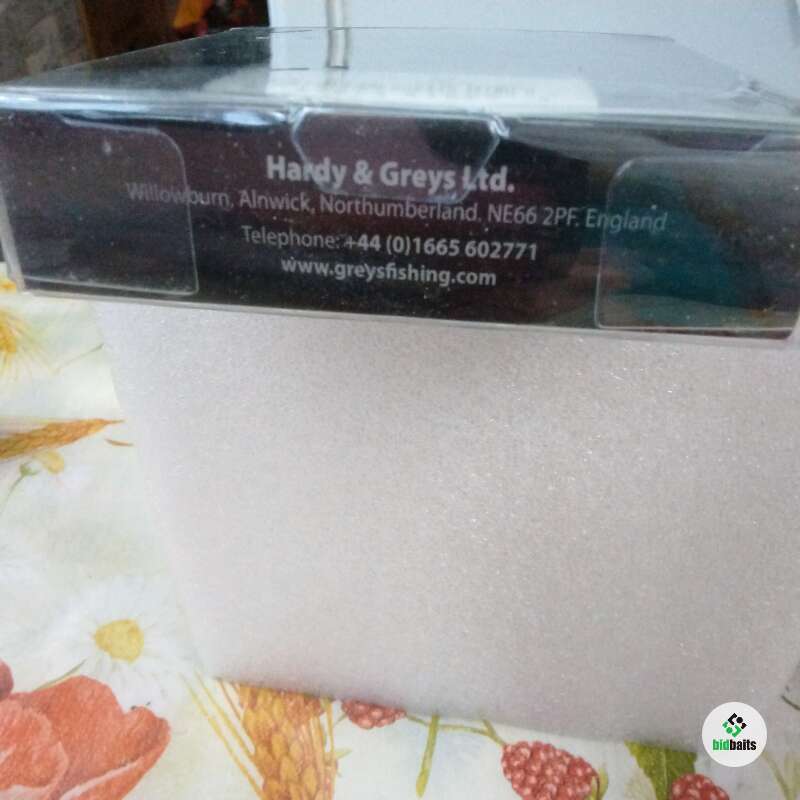 Hardy & Greys Ltd.
Willowburn, Alnwick, Northumberland. NE66 2PF. England
Telephone: +44 (0)1665 602771
www.greysfishing.com
bidbaits